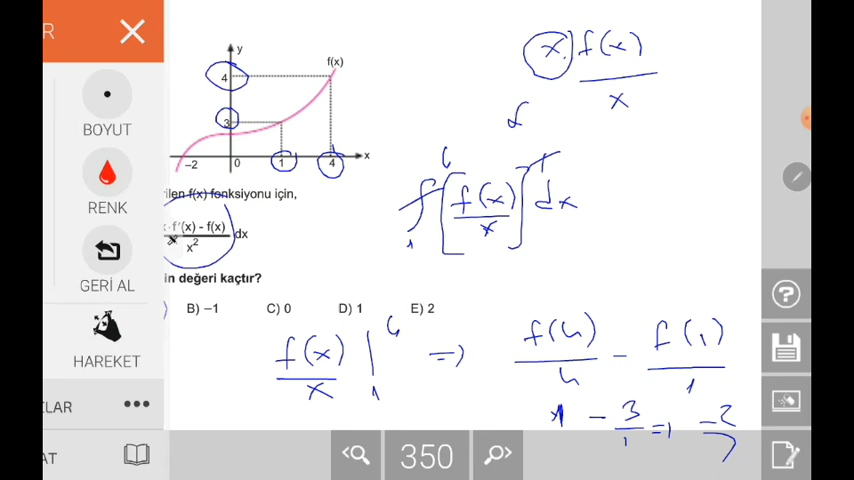 R
BOYUT
RENK
GERİ AL
HAREKET
LAR
AT
y
f(x)
4
3
-2 0 1 4 x
rilen f(x) fonksiyonu için,
x · f'(x) - f(x) dx
x²
in değeri kaçtır?
B) -1 C) 0 D) 1 E) 2
x. f(x)
x
4
∫ [f(x)/x]' dx
1
f(x)/x | 4 1 => f(4)/4 - f(1)/1
1 - 3/1 => -2
350